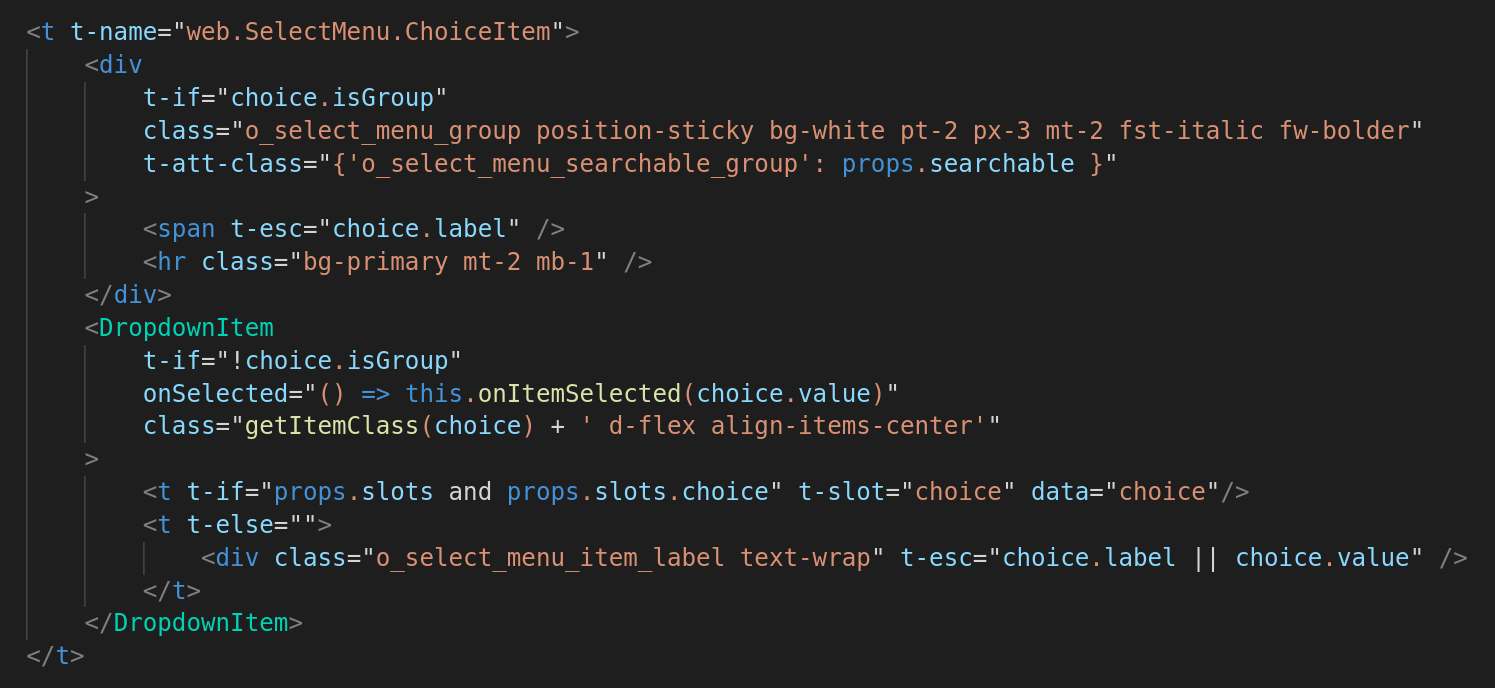 <t t-name="web.SelectMenu.ChoiceItem">
    <div
        t-if="choice.isGroup"
        class="o_select_menu_group position-sticky bg-white pt-2 px-3 mt-2 fst-italic fw-bolder"
        t-att-class="{'o_select_menu_searchable_group': props.searchable }"
    >
        <span t-esc="choice.label" />
        <hr class="bg-primary mt-2 mb-1" />
    </div>
    <DropdownItem
        t-if="!choice.isGroup"
        onSelected="() => this.onItemSelected(choice.value)"
        class="getItemClass(choice) + ' d-flex align-items-center'"
    >
        <t t-if="props.slots and props.slots.choice" t-slot="choice" data="choice"/>
        <t t-else="">
            <div class="o_select_menu_item_label text-wrap" t-esc="choice.label || choice.value" />
        </t>
    </DropdownItem>
</t>